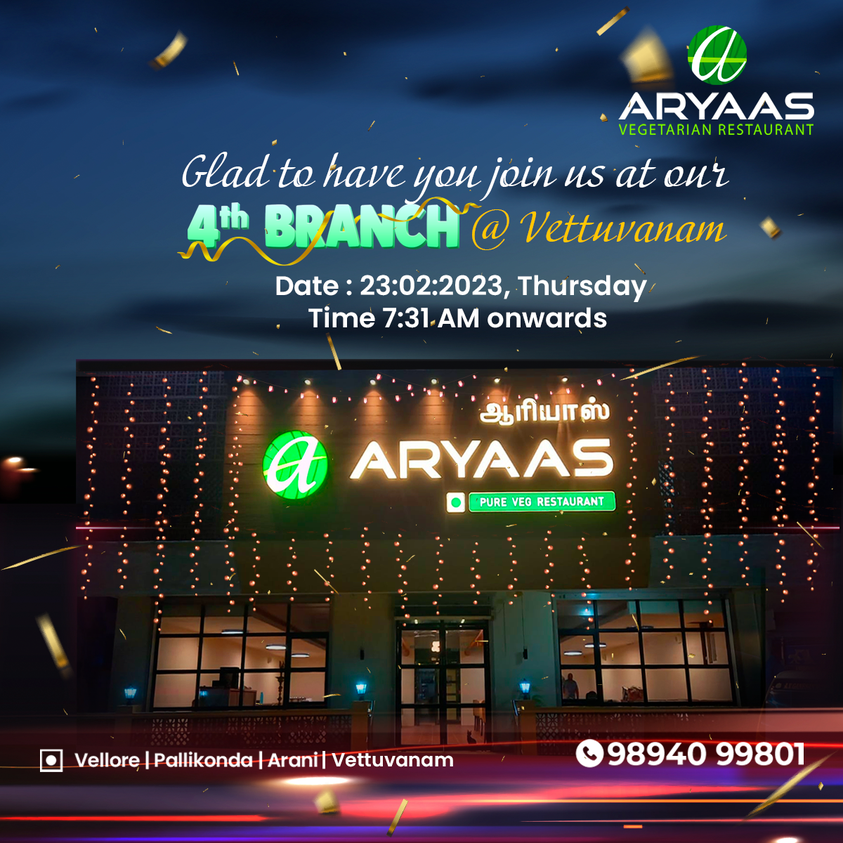 a
ARYAAS
VEGETARIAN RESTAURANT
Glad to have you join us at our
4th BRANCH @ Vettuvanam
Date : 23:02:2023, Thursday
Time 7:31 AM onwards
ஆரியாஸ்
a ARYAAS
PURE VEG RESTAURANT
Vellore | Pallikonda | Arani | Vettuvanam
98940 99801